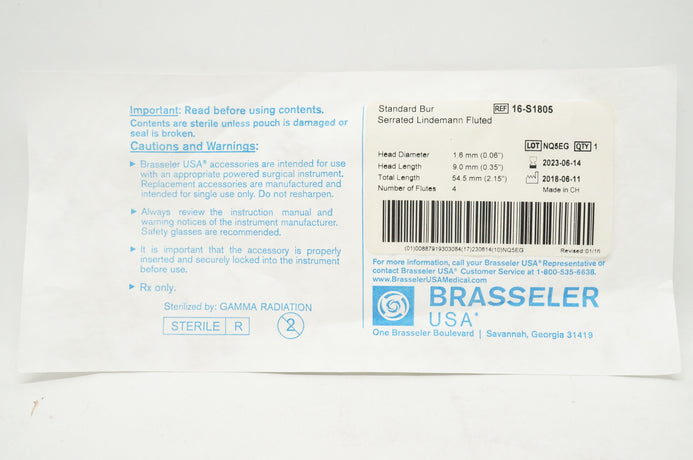 Important: Read before using contents.
Contents are sterile unless pouch is damaged or
seal is broken.
Cautions and Warnings:
▶ Brasseler USA® accessories are intended for use
with an appropriate powered surgical instrument.
Replacement accessories are manufactured and
intended for single use only. Do not resharpen.
▶ Always review the instruction manual and
warning notices of the instrument manufacturer.
Safety glasses are recommended.
▶ It is important that the accessory is properly
inserted and securely locked into the instrument
before use.
▶ Rx only.
Sterilized by: GAMMA RADIATION
STERILE R
2
Standard Bur REF 16-S1805
Serrated Lindemann Fluted
LOT NQ5EG QTY 1
Head Diameter 1.6 mm (0.06") 2023-06-14
Head Length 9.0 mm (0.35")
Total Length 54.5 mm (2.15") 2018-06-11
Number of Flutes 4 Made in CH
(01)00887919303064(17)230614(10)NQ5EG Revised: 01/16
For more information, call your Brasseler USA® Representative or
contact Brasseler USA® Customer Service at 1-800-535-6638.
www.BrasselerUSAMedical.com
BRASSELER
USA®
One Brasseler Boulevard | Savannah, Georgia 31419